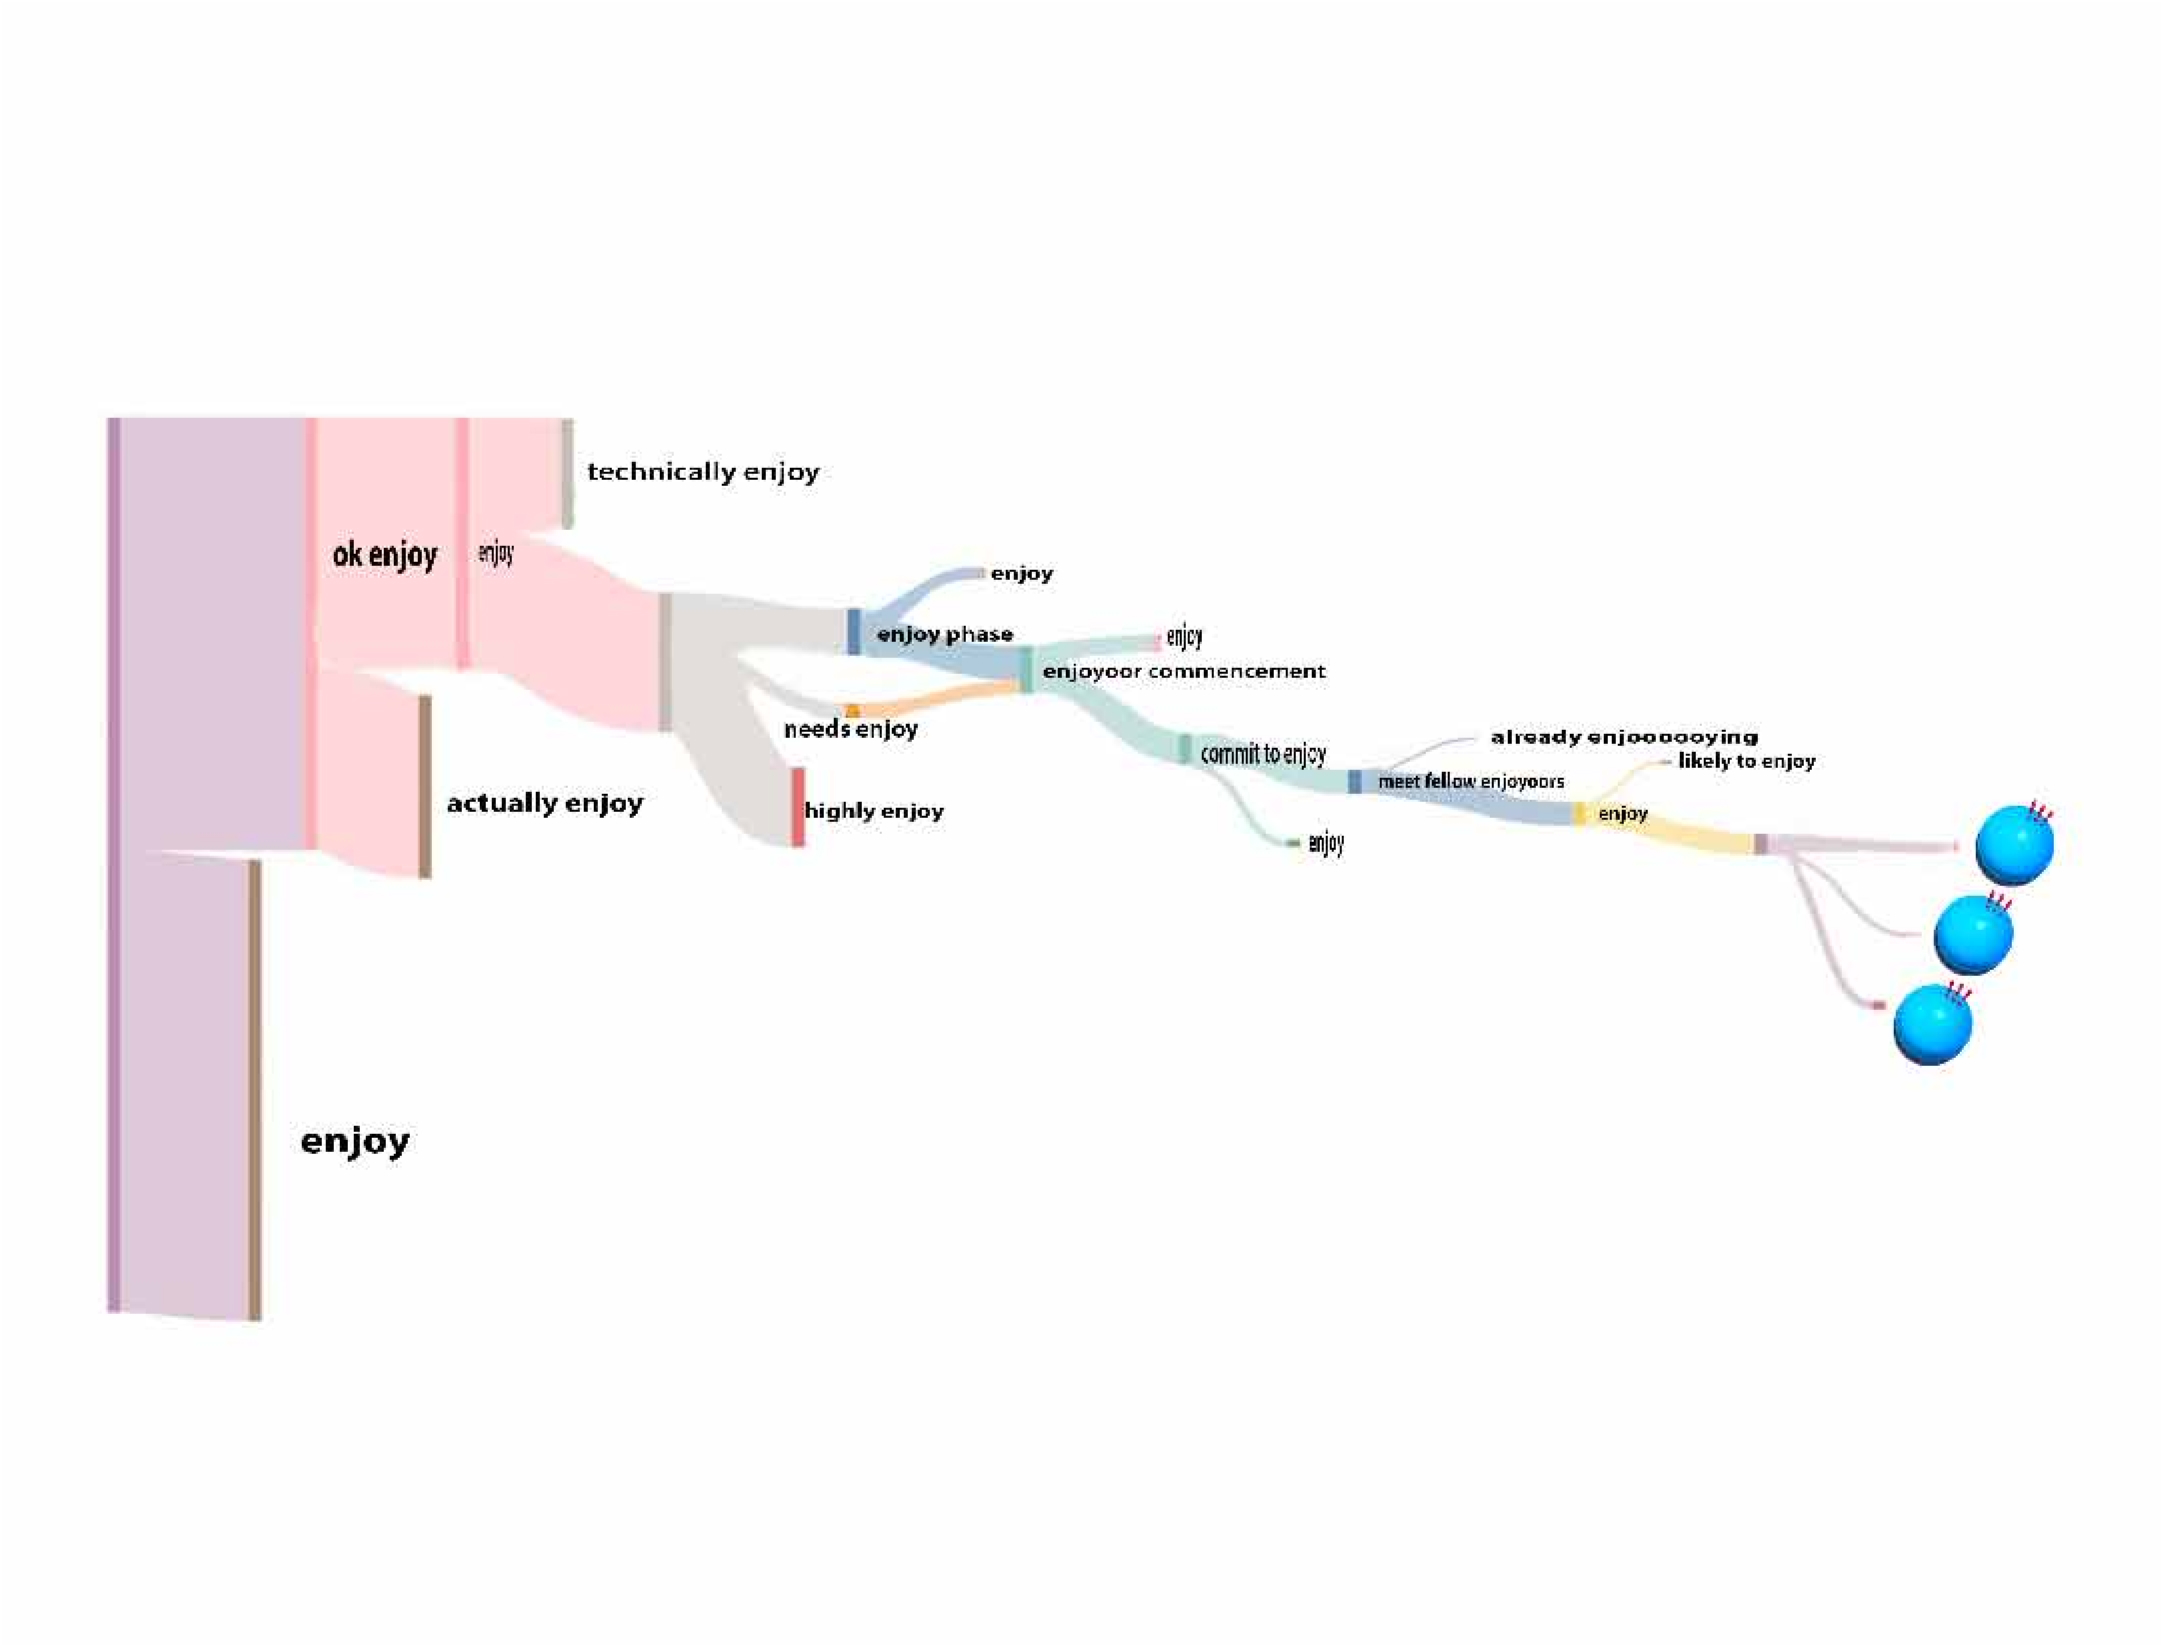 technically enjoy
ok enjoy
enjoy
enjoy
enjoy phase
enjoy
enjoyoor commencement
needs enjoy
already enjoooooying
commit to enjoy
likely to enjoy
meet fellow enjoyoors
actually enjoy
highly enjoy
enjoy
enjoy
enjoy